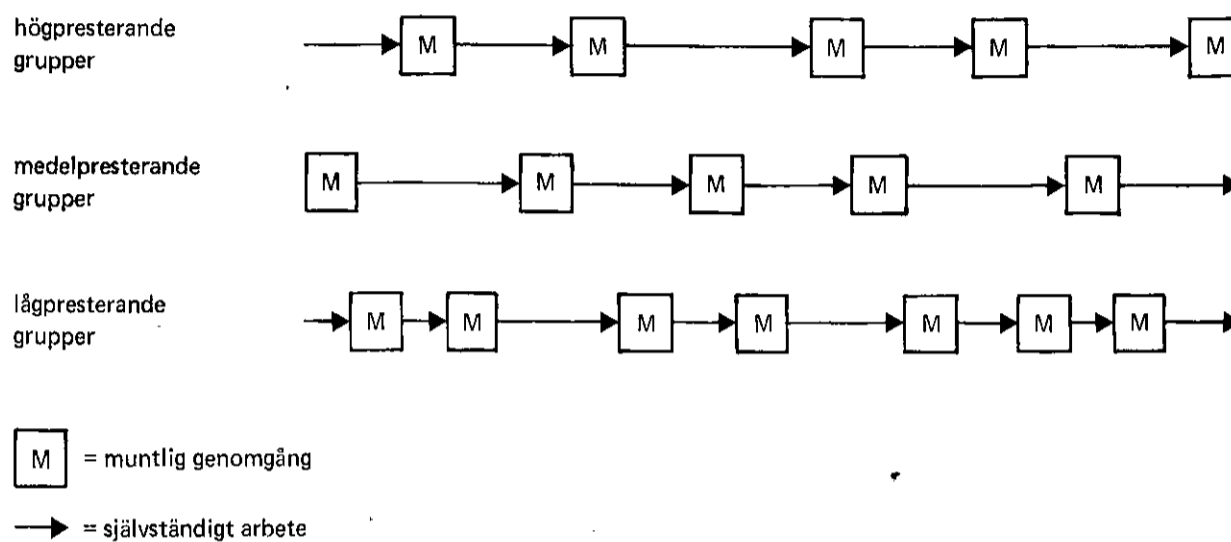 högpresterande
grupper
M M M M M
medelpresterande
grupper
M M M M M
lågpresterande
grupper
M M M M M M M
M = muntlig genomgång
= självständigt arbete